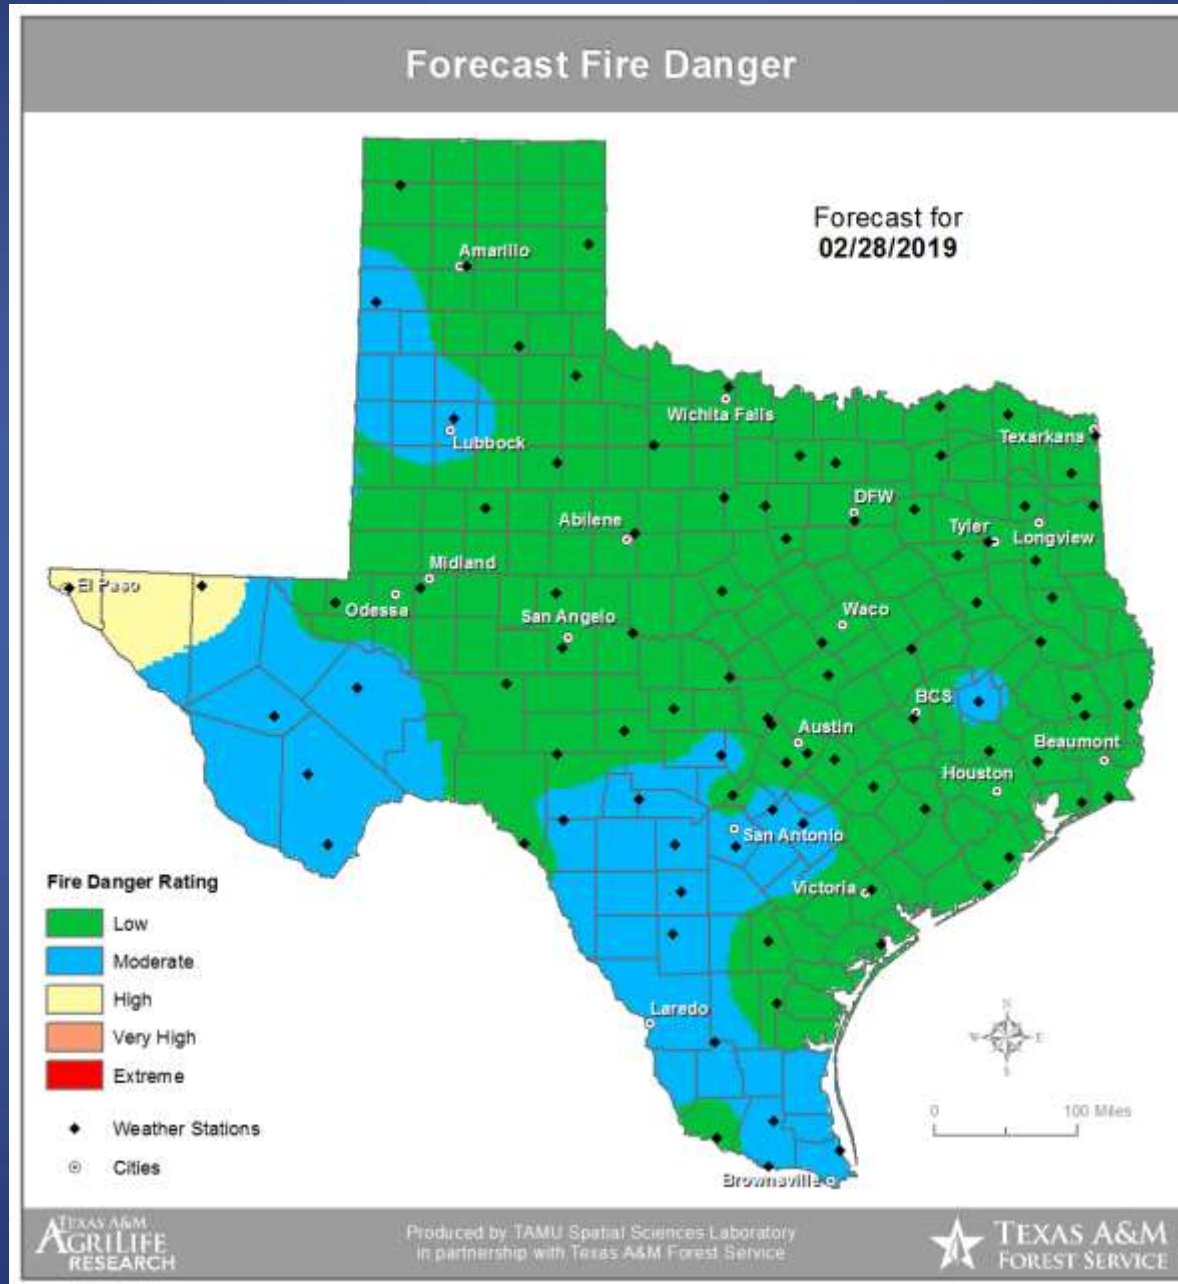 Forecast Fire Danger
Forecast for
02/28/2019
Amarillo
Wichita Falls
Lubbock
Texarkana
DFW
Abilene
Tyler
Longview
Midland
El Paso
Odessa
San Angelo
Waco
BCS
Austin
Beaumont
Houston
San Antonio
Victoria
Laredo
Brownsville
Fire Danger Rating
Low
Moderate
High
Very High
Extreme
Weather Stations
Cities
N
W
E
S
0
100 Miles
TEXAS A&M
AGRILIFE
RESEARCH
Produced by TAMU Spatial Sciences Laboratory
in partnership with Texas A&M Forest Service
TEXAS A&M
FOREST SERVICE